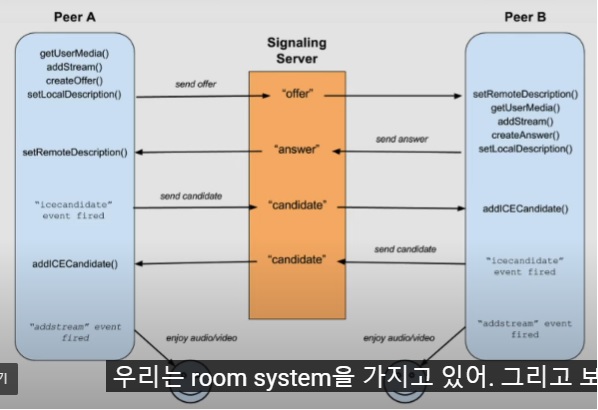 Peer A
Peer B
Signaling
Server
getUserMedia()
addStream()
createOffer()
setLocalDescription()
send offer
"offer"
setRemoteDescription()
getUserMedia()
addStream()
createAnswer()
setLocalDescription()
setRemoteDescription()
"answer"
send answer
"icecandidate"
event fired
send candidate
"candidate"
addICECandidate()
addICECandidate()
"candidate"
send candidate
"icecandidate"
event fired
"addstream" event
fired
enjoy audio/video
enjoy audio/video
"addstream" event
fired
기
우리는 room system을 가지고 있어. 그리고 보